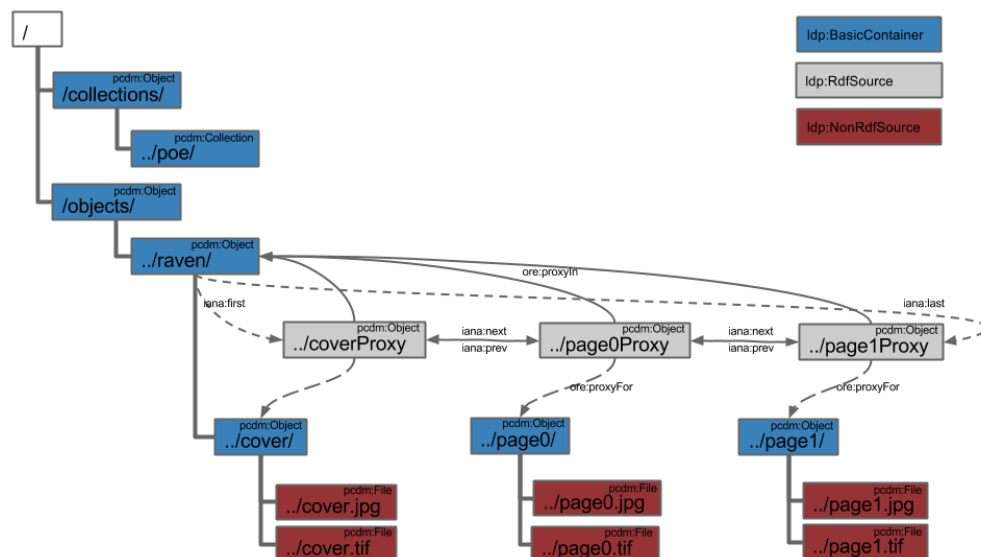 /
ldp:BasicContainer
pcdm:Object
/collections/
ldp:RdfSource
ldp:NonRdfSource
pcdm:Collection
../poe/
pcdm:Object
/objects/
pcdm:Object
../raven/
ore:proxyIn
iana:first
iana:last
pcdm:Object
../coverProxy
iana:next
iana:prev
pcdm:Object
../page0Proxy
iana:next
iana:prev
pcdm:Object
../page1Proxy
ore:proxyFor
ore:proxyFor
pcdm:Object
../cover/
pcdm:Object
../page0/
pcdm:Object
../page1/
pcdm:File
../cover.jpg
pcdm:File
../page0.jpg
pcdm:File
../page1.jpg
pcdm:File
../cover.tif
pcdm:File
../page0.tif
pcdm:File
../page1.tif